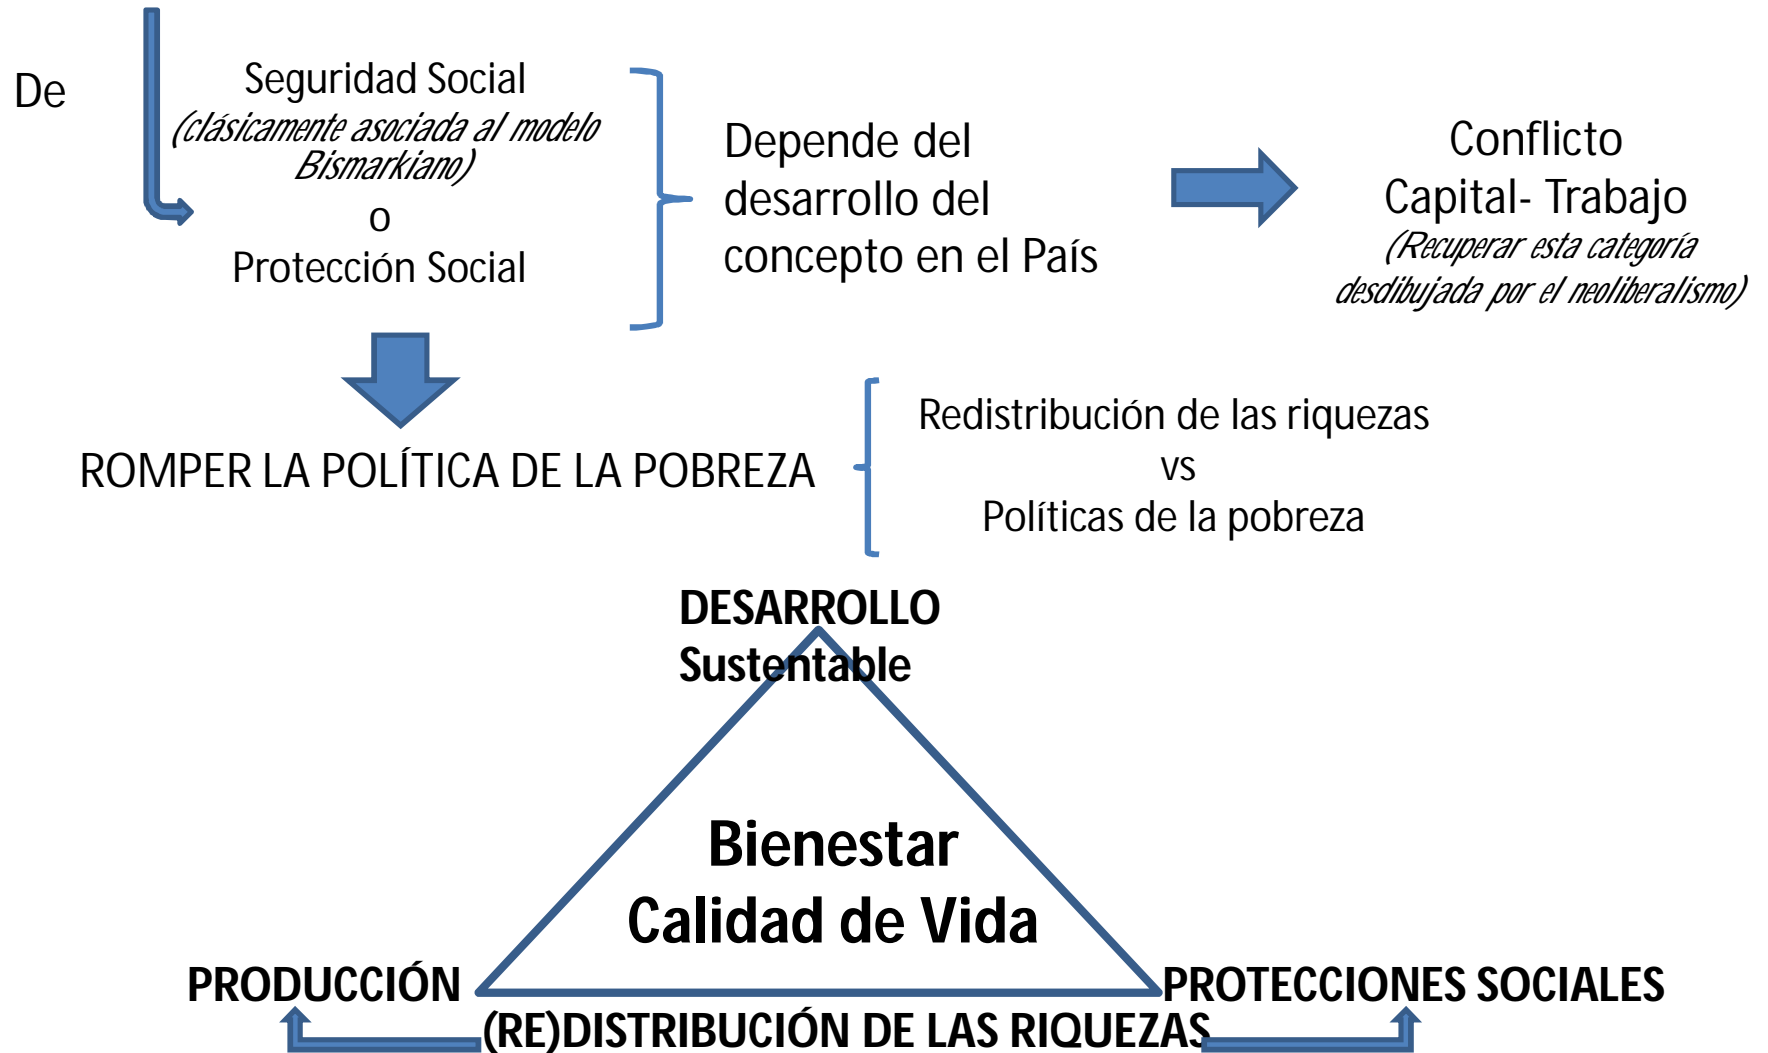 De
Seguridad Social
(clásicamente asociada al modelo
Bismarkiano)
o
Protección Social
Depende del
desarrollo del
concepto en el País
Conflicto
Capital- Trabajo
(Recuperar esta categoría
desdibujada por el neoliberalismo)
ROMPER LA POLÍTICA DE LA POBREZA
Redistribución de las riquezas
vs
Políticas de la pobreza
DESARROLLO
Sustentable
Bienestar
Calidad de Vida
PRODUCCIÓN
PROTECCIONES SOCIALES
(RE)DISTRIBUCIÓN DE LAS RIQUEZAS